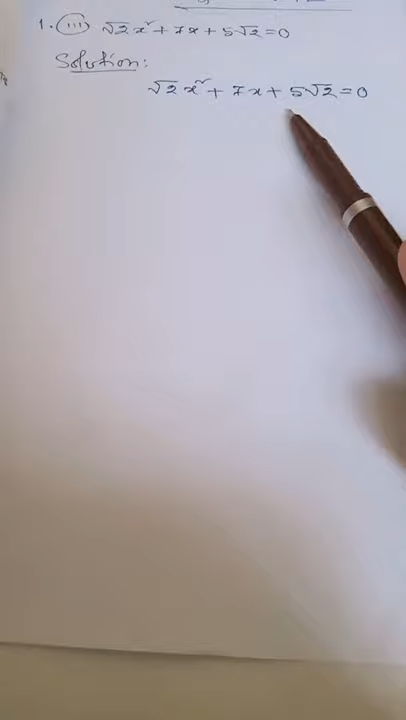 1. (iii) √2x² + 7x + 5√2 = 0
Solution:
√2x² + 7x + 5√2 = 0